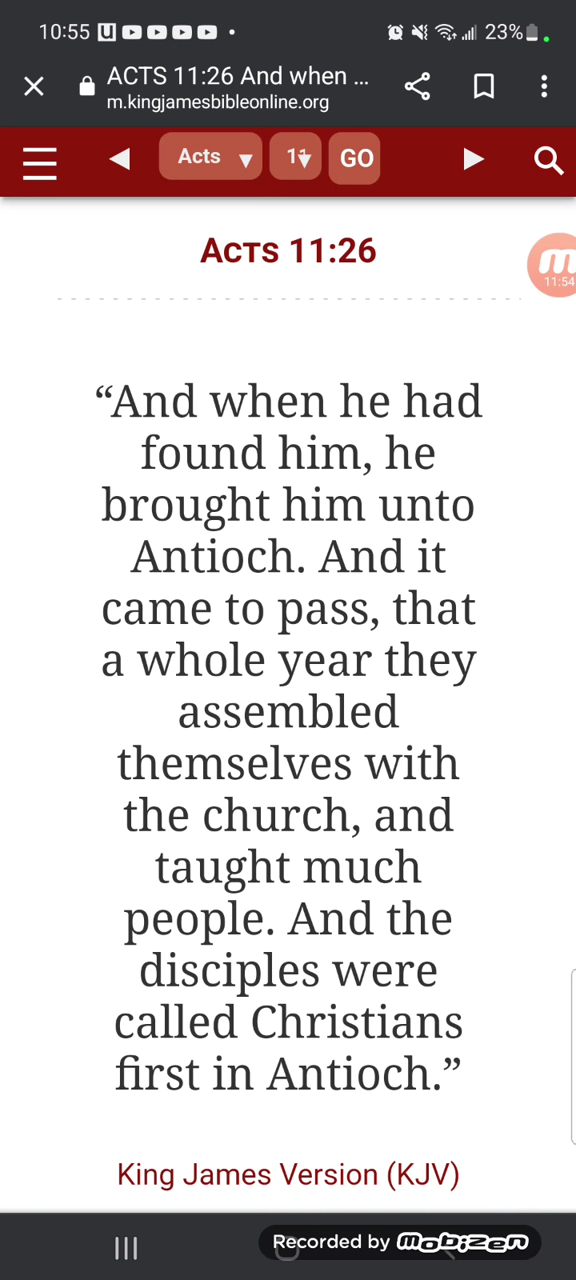 10:55 23%
ACTS 11:26 And when ...
m.kingjamesbibleonline.org
Acts 11 GO
ACTS 11:26
m
11:54
“And when he had
found him, he
brought him unto
Antioch. And it
came to pass, that
a whole year they
assembled
themselves with
the church, and
taught much
people. And the
disciples were
called Christians
first in Antioch.”
King James Version (KJV)
Recorded by mobizen